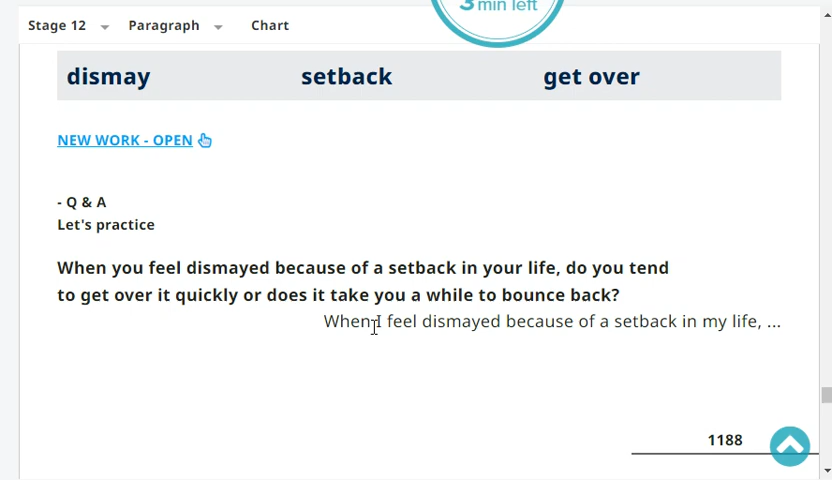 3 min left
Stage 12 Paragraph Chart
dismay setback get over
NEW WORK - OPEN
- Q & A
Let's practice
When you feel dismayed because of a setback in your life, do you tend
to get over it quickly or does it take you a while to bounce back?
When I feel dismayed because of a setback in my life, ...
1188